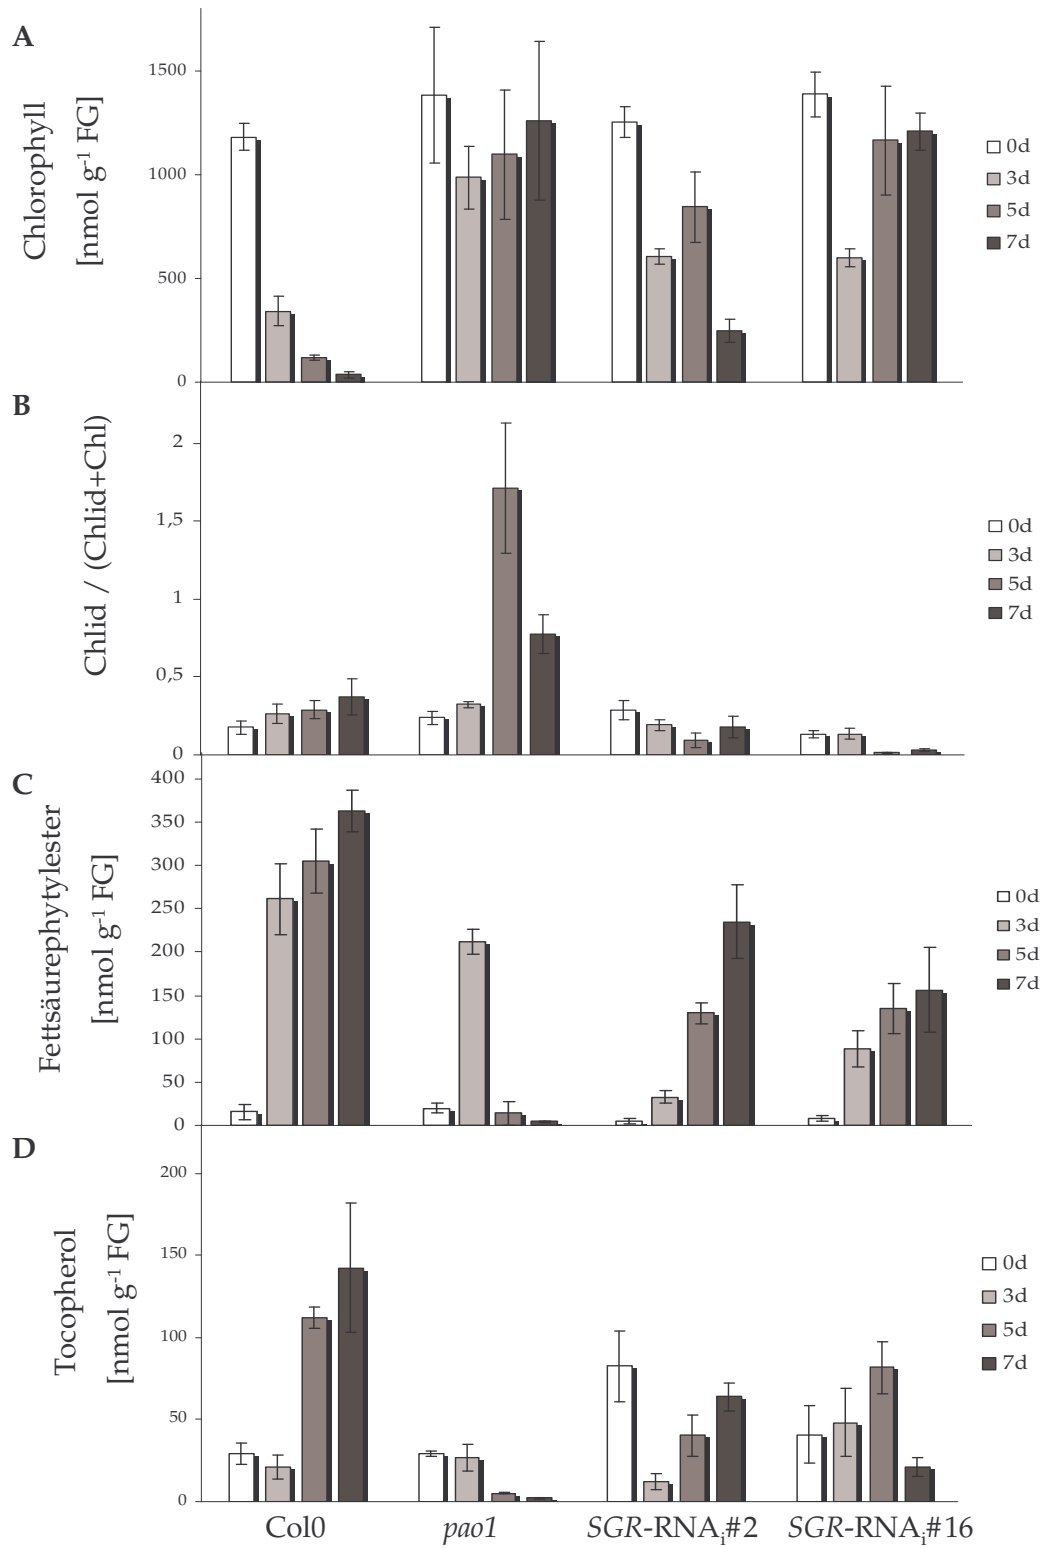 A
Chlorophyll
[nmol g⁻¹ FG]
1500
1000
500
0
0d
3d
5d
7d
B
Chlid / (Chlid+Chl)
2
1,5
1
0,5
0
0d
3d
5d
7d
C
Fettsäurephytylester
[nmol g⁻¹ FG]
400
350
300
250
200
150
100
50
0
0d
3d
5d
7d
D
Tocopherol
[nmol g⁻¹ FG]
200
150
100
50
0
0d
3d
5d
7d
Col0 pao1 SGR-RNAᵢ#2 SGR-RNAᵢ#16